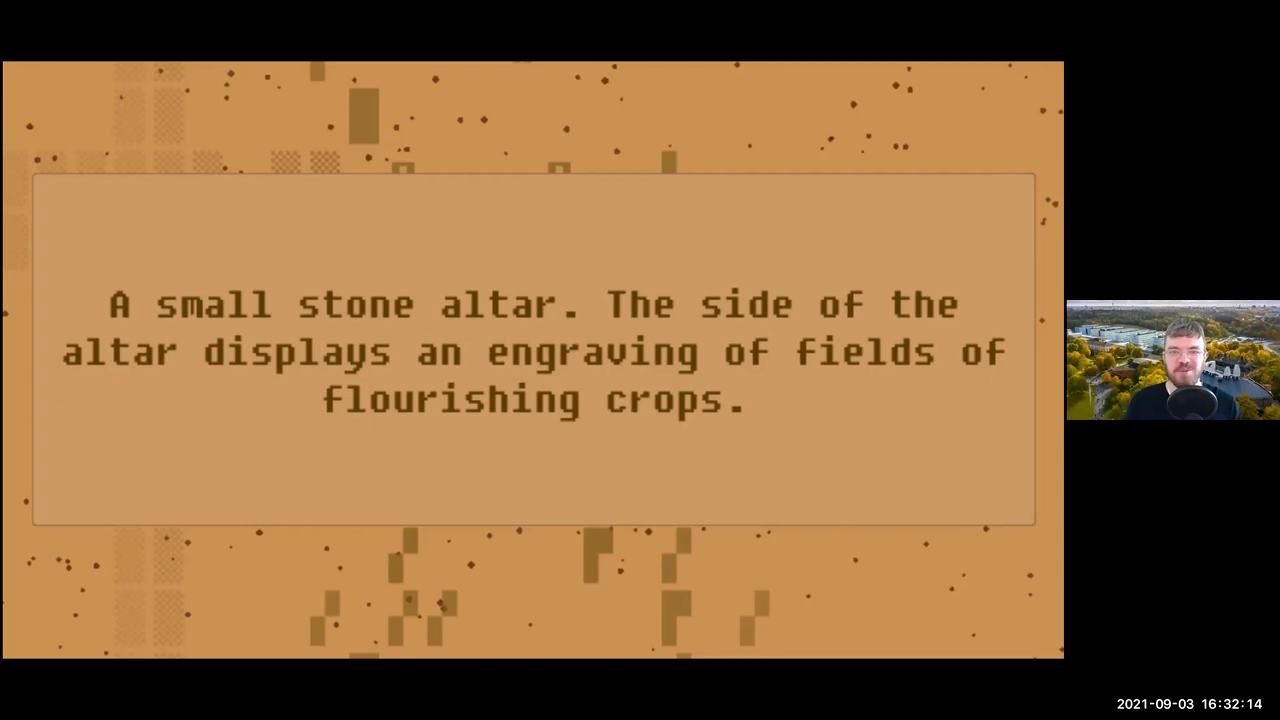 A small stone altar. The side of the
altar displays an engraving of fields of
flourishing crops.
2021-09-03 16:32:14